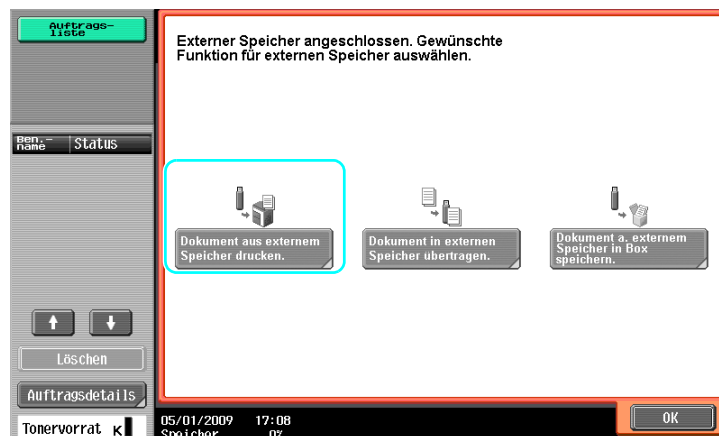 Auftrags-
liste
Externer Speicher angeschlossen. Gewünschte
Funktion für externen Speicher auswählen.
Ben.-
name
Status
Dokument aus externem
Speicher drucken.
Dokument in externen
Speicher übertragen.
Dokument a. externem
Speicher in Box
speichern.
Löschen
Auftragsdetails
Tonervorrat K
05/01/2009 17:08
Speicher 0%
OK